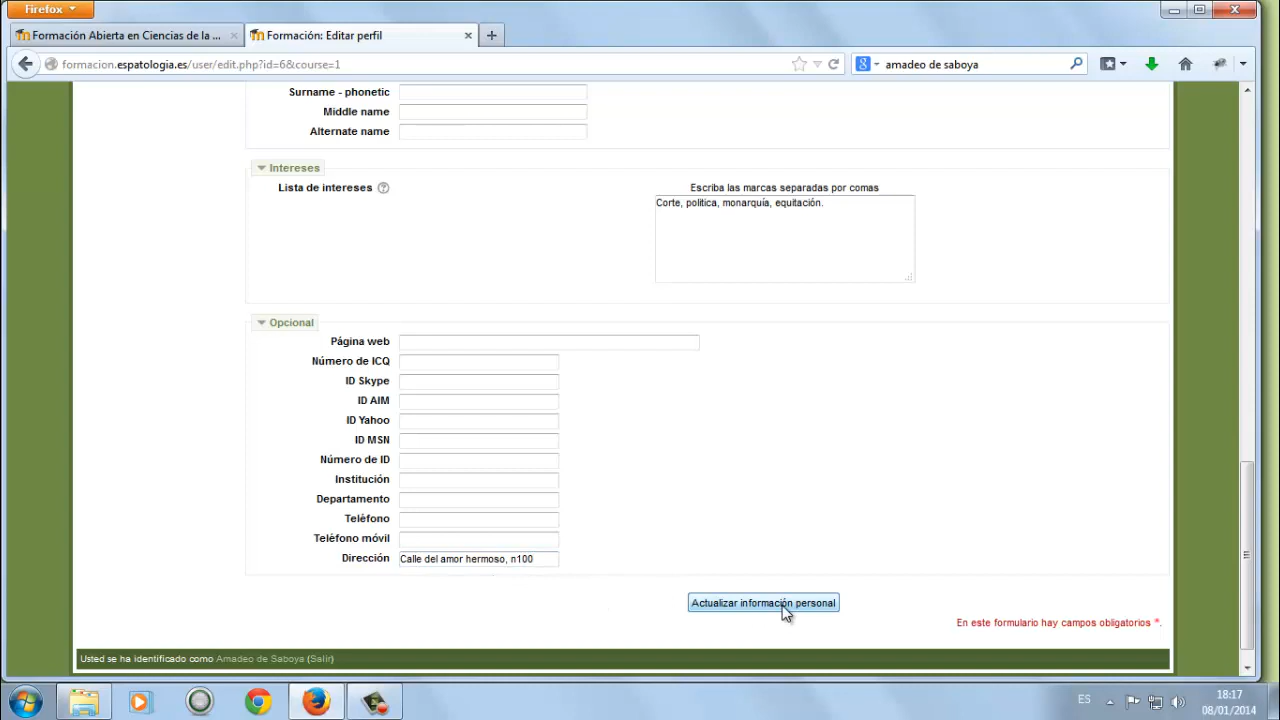 Firefox
Formación Abierta en Ciencias de la ...
Formación: Editar perfil
formacion.espatologia.es/user/edit.php?id=6&course=1
amadeo de saboya
Surname - phonetic
Middle name
Alternate name
Intereses
Lista de intereses
Escriba las marcas separadas por comas
Corte, politica, monarquía, equitación.
Opcional
Página web
Número de ICQ
ID Skype
ID AIM
ID Yahoo
ID MSN
Número de ID
Institución
Departamento
Teléfono
Teléfono móvil
Dirección
Calle del amor hermoso, n100
Actualizar información personal
En este formulario hay campos obligatorios *.
Usted se ha identificado como Amadeo de Saboya (Salir)
ES
18:17
08/01/2014